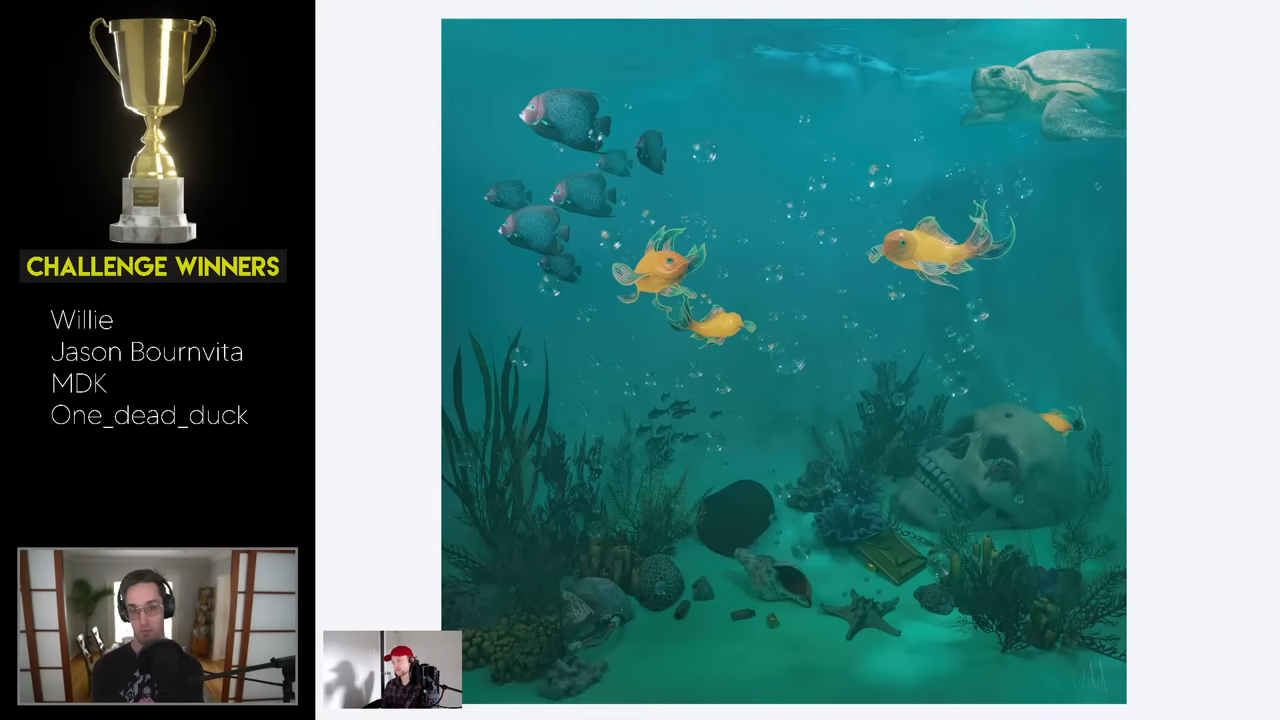 CHALLENGE WINNERS
Willie
Jason Bournvita
MDK
One_dead_duck